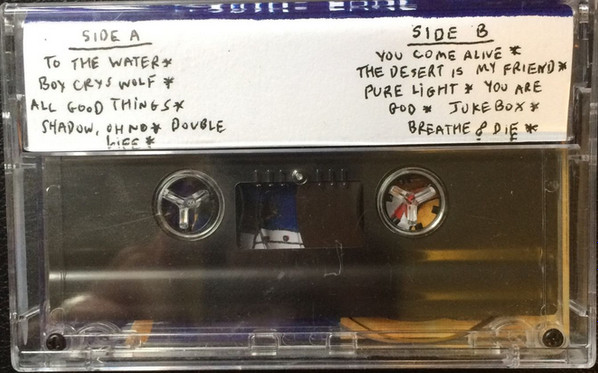 SIDE A
TO THE WATER*
BOY CRYS WOLF *
ALL GOOD THINGS*
SHADOW, OH NO* DOUBLE
LIFE *
SIDE B
YOU COME ALIVE *
THE DESERT IS MY FRIEND*
PURE LIGHT * YOU ARE
GOD * JUKEBOX *
BREATHE & DIE *